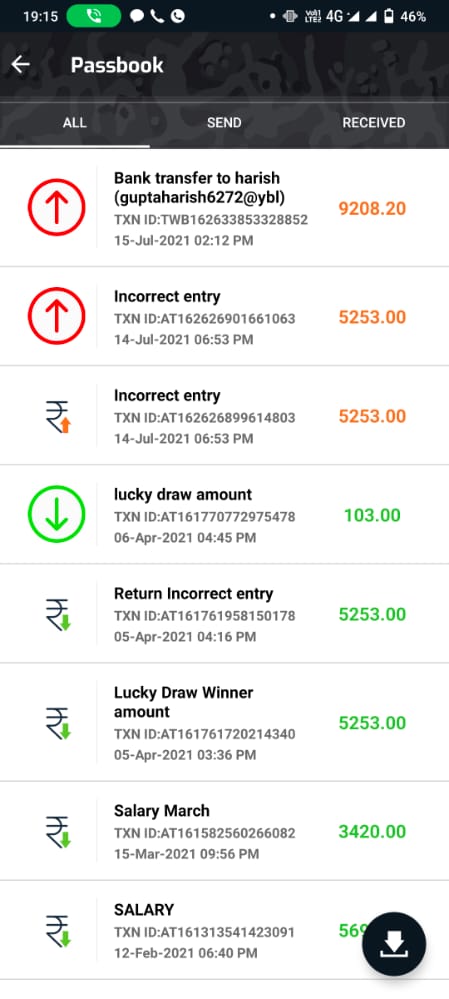 19:15
VoLTE2 4G 46%
Passbook
ALL SEND RECEIVED
Bank transfer to harish
(guptaharish6272@ybl)
9208.20
TXN ID:TWB162633853328852
15-Jul-2021 02:12 PM
Incorrect entry
TXN ID:AT162626901661063
5253.00
14-Jul-2021 06:53 PM
Incorrect entry
TXN ID:AT162626899614803
5253.00
14-Jul-2021 06:53 PM
lucky draw amount
TXN ID:AT161770772975478
103.00
06-Apr-2021 04:45 PM
Return Incorrect entry
TXN ID:AT161761958150178
5253.00
05-Apr-2021 04:16 PM
Lucky Draw Winner
amount
5253.00
TXN ID:AT161761720214340
05-Apr-2021 03:36 PM
Salary March
TXN ID:AT161582560266082
3420.00
15-Mar-2021 09:56 PM
SALARY
TXN ID:AT161313541423091
12-Feb-2021 06:40 PM